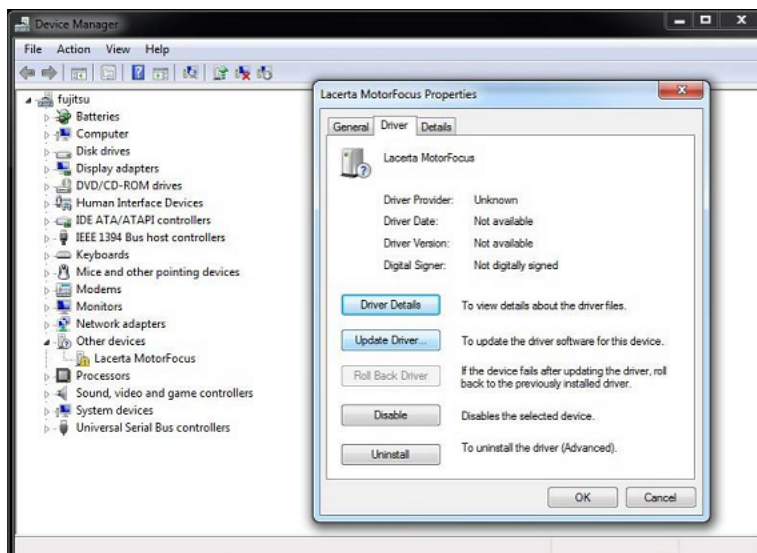 Device Manager
File Action View Help
fujitsu
Batteries
Computer
Disk drives
Display adapters
DVD/CD-ROM drives
Human Interface Devices
IDE ATA/ATAPI controllers
IEEE 1394 Bus host controllers
Keyboards
Mice and other pointing devices
Modems
Monitors
Network adapters
Other devices
Lacerta MotorFocus
Processors
Sound, video and game controllers
System devices
Universal Serial Bus controllers
Lacerta MotorFocus Properties
General Driver Details
Lacerta MotorFocus
Driver Provider: Unknown
Driver Date: Not available
Driver Version: Not available
Digital Signer: Not digitally signed
Driver Details To view details about the driver files.
Update Driver... To update the driver software for this device.
Roll Back Driver If the device fails after updating the driver, roll
back to the previously installed driver.
Disable Disables the selected device.
Uninstall To uninstall the driver (Advanced).
OK Cancel